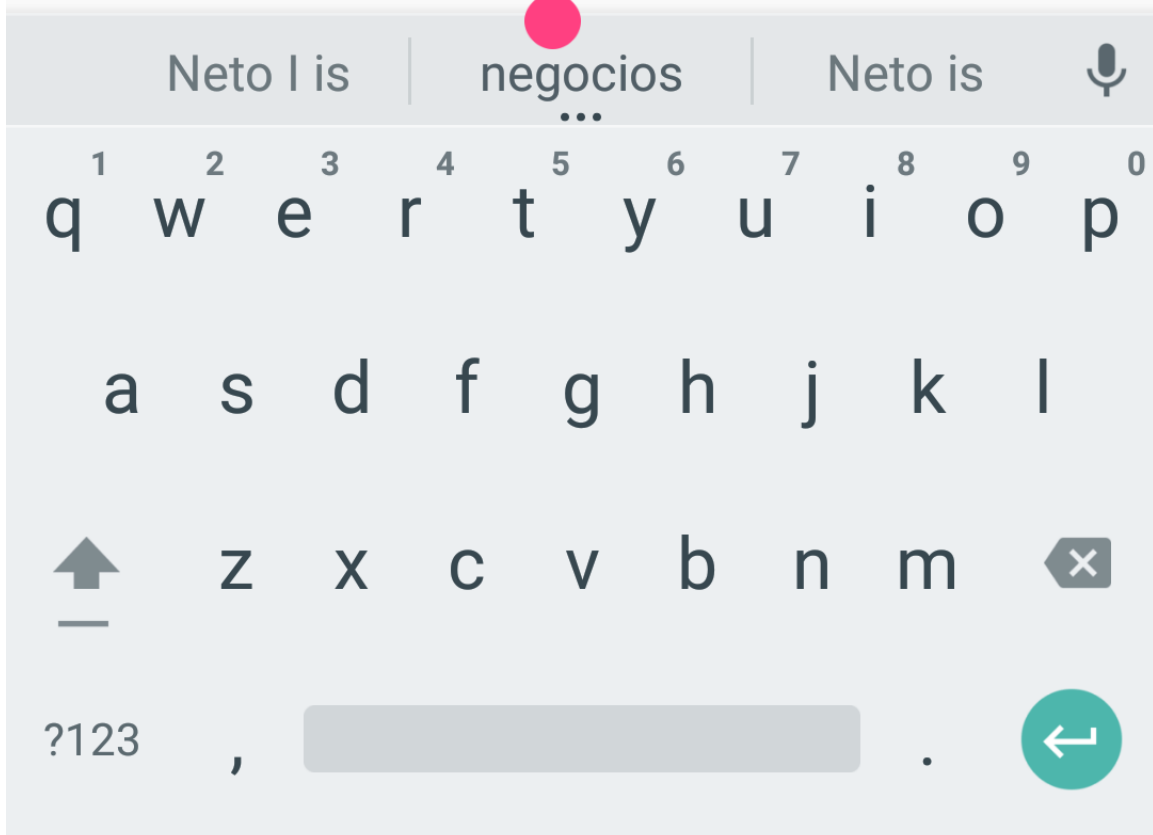 Neto I is negocios Neto is
1 2 3 4 5 6 7 8 9 0
q w e r t y u i o p
a s d f g h j k l
z x c v b n m
?123 , .